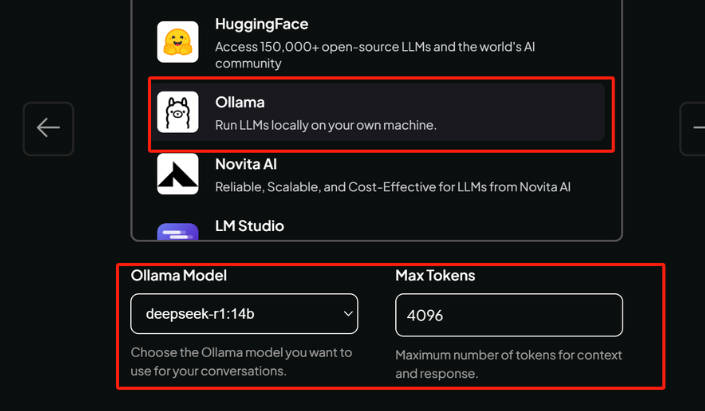 HuggingFace
Access 150,000+ open-source LLMs and the world's AI
community
Ollama
Run LLMs locally on your own machine.
Novita AI
Reliable, Scalable, and Cost-Effective for LLMs from Novita AI
LM Studio
Ollama Model
deepseek-r1:14b
Choose the Ollama model you want to
use for your conversations.
Max Tokens
4096
Maximum number of tokens for context
and response.